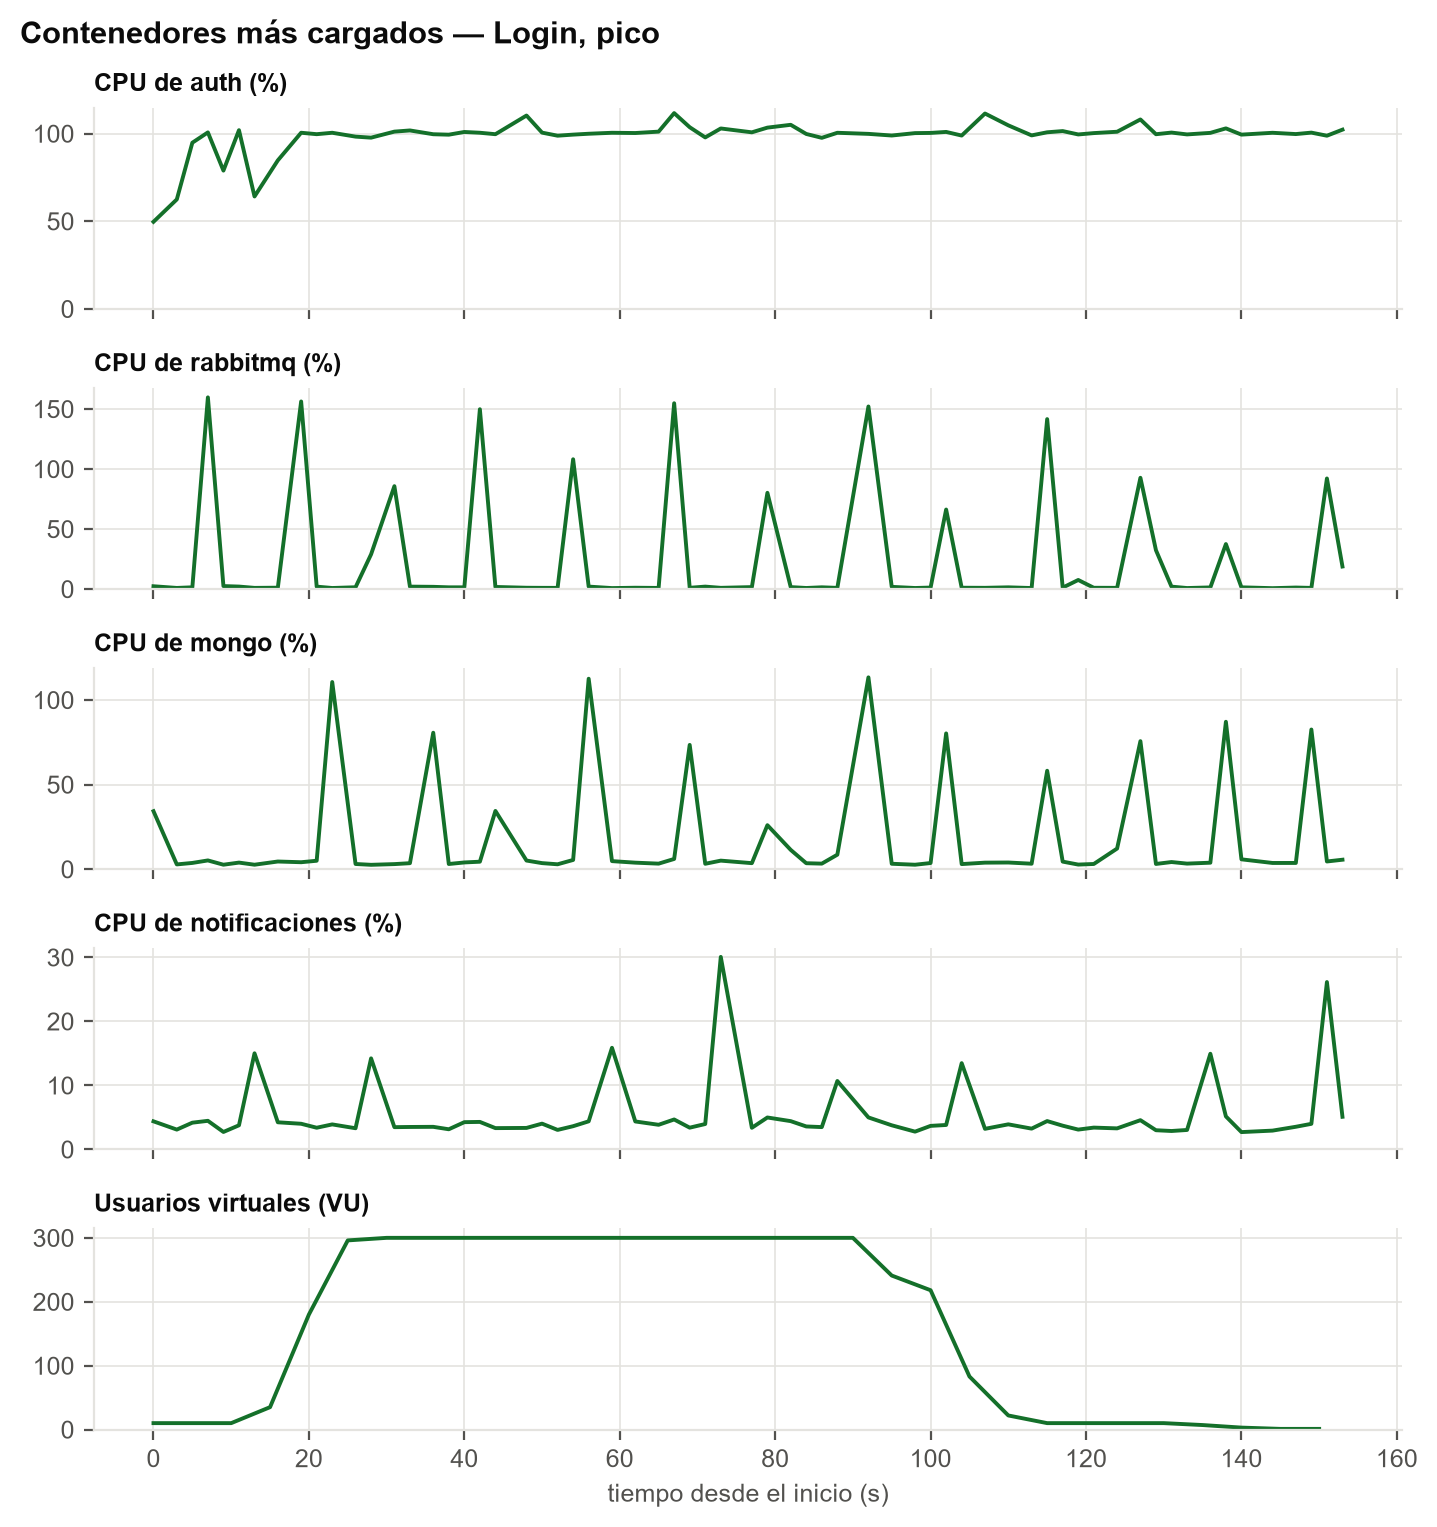 Contenedores más cargados — Login, pico
CPU de auth (%)
100
50
0
CPU de rabbitmq (%)
150
100
50
0
CPU de mongo (%)
100
50
0
CPU de notificaciones (%)
30
20
10
0
Usuarios virtuales (VU)
300
200
100
0
0 20 40 60 80 100 120 140 160
tiempo desde el inicio (s)